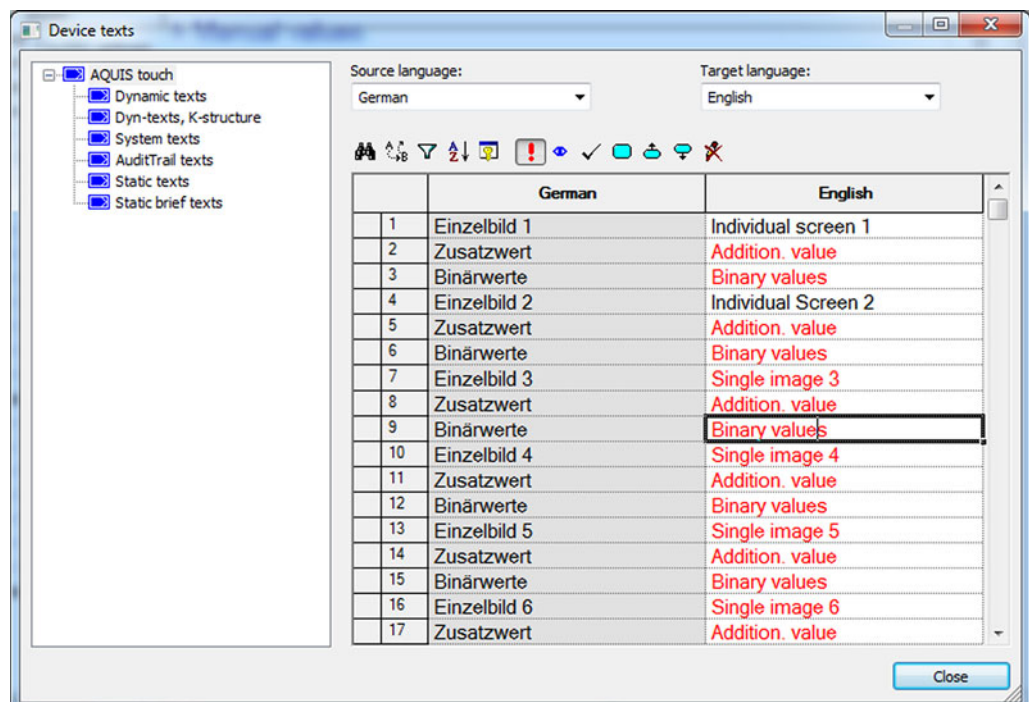 Device texts
AQUIS touch
Dynamic texts
Dyn-texts, K-structure
System texts
AuditTrail texts
Static texts
Static brief texts
Source language: Target language:
German English
German English
1 Einzelbild 1 Individual screen 1
2 Zusatzwert Addition. value
3 Binärwerte Binary values
4 Einzelbild 2 Individual Screen 2
5 Zusatzwert Addition. value
6 Binärwerte Binary values
7 Einzelbild 3 Single image 3
8 Zusatzwert Addition. value
9 Binärwerte Binary values
10 Einzelbild 4 Single image 4
11 Zusatzwert Addition. value
12 Binärwerte Binary values
13 Einzelbild 5 Single image 5
14 Zusatzwert Addition. value
15 Binärwerte Binary values
16 Einzelbild 6 Single image 6
17 Zusatzwert Addition. value
Close